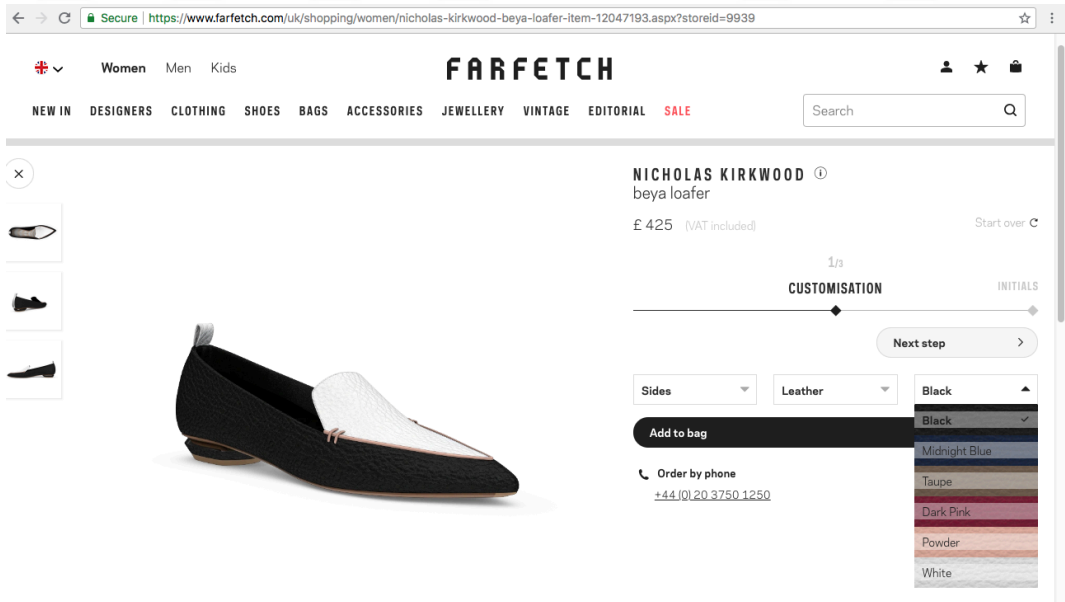 Secure | https://www.farfetch.com/uk/shopping/women/nicholas-kirkwood-beya-loafer-item-12047193.aspx?storeid=9939
Women Men Kids
FARFETCH
NEW IN DESIGNERS CLOTHING SHOES BAGS ACCESSORIES JEWELLERY VINTAGE EDITORIAL SALE
Search
NICHOLAS KIRKWOOD
beya loafer
£ 425 (VAT included)
Start over
1/3
CUSTOMISATION
INITIALS
Next step
Sides
Leather
Black
Black
Midnight Blue
Taupe
Dark Pink
Powder
White
Add to bag
Order by phone
+44 (0) 20 3750 1250